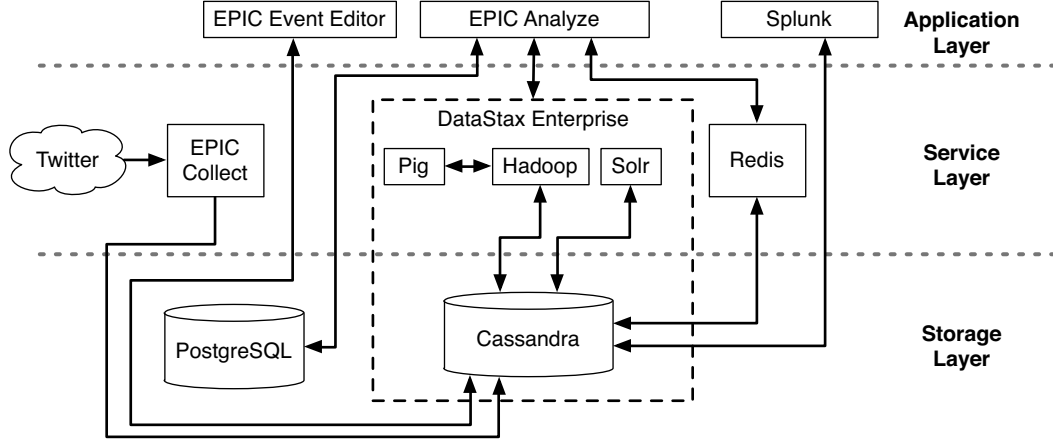 EPIC Event Editor
EPIC Analyze
Splunk
Application
Layer
DataStax Enterprise
Twitter
EPIC
Collect
Pig
Hadoop
Solr
Redis
Service
Layer
PostgreSQL
Cassandra
Storage
Layer